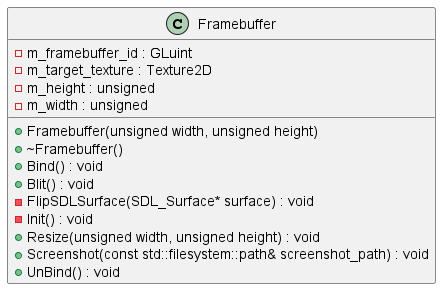 C Framebuffer
m_framebuffer_id : GLuint
m_target_texture : Texture2D
m_height : unsigned
m_width : unsigned
Framebuffer(unsigned width, unsigned height)
~Framebuffer()
Bind() : void
Blit() : void
FlipSDLSurface(SDL_Surface* surface) : void
Init() : void
Resize(unsigned width, unsigned height) : void
Screenshot(const std::filesystem::path& screenshot_path) : void
UnBind() : void